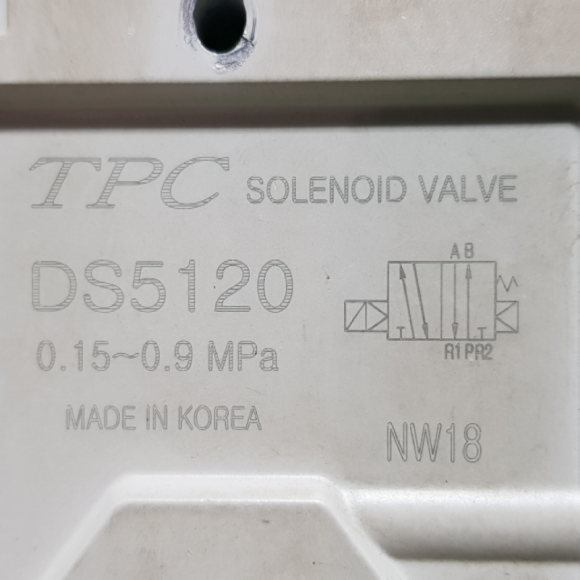 TPC SOLENOID VALVE
DS5120
0.15~0.9 MPa
MADE IN KOREA
A B
R1 P R2
NW18